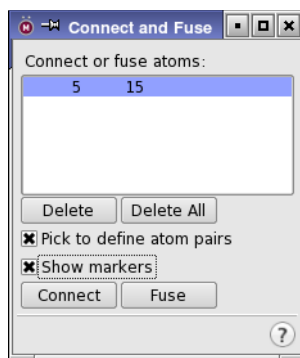 Connect and Fuse
Connect or fuse atoms:
5 15
Delete Delete All
Pick to define atom pairs
Show markers
Connect Fuse
?